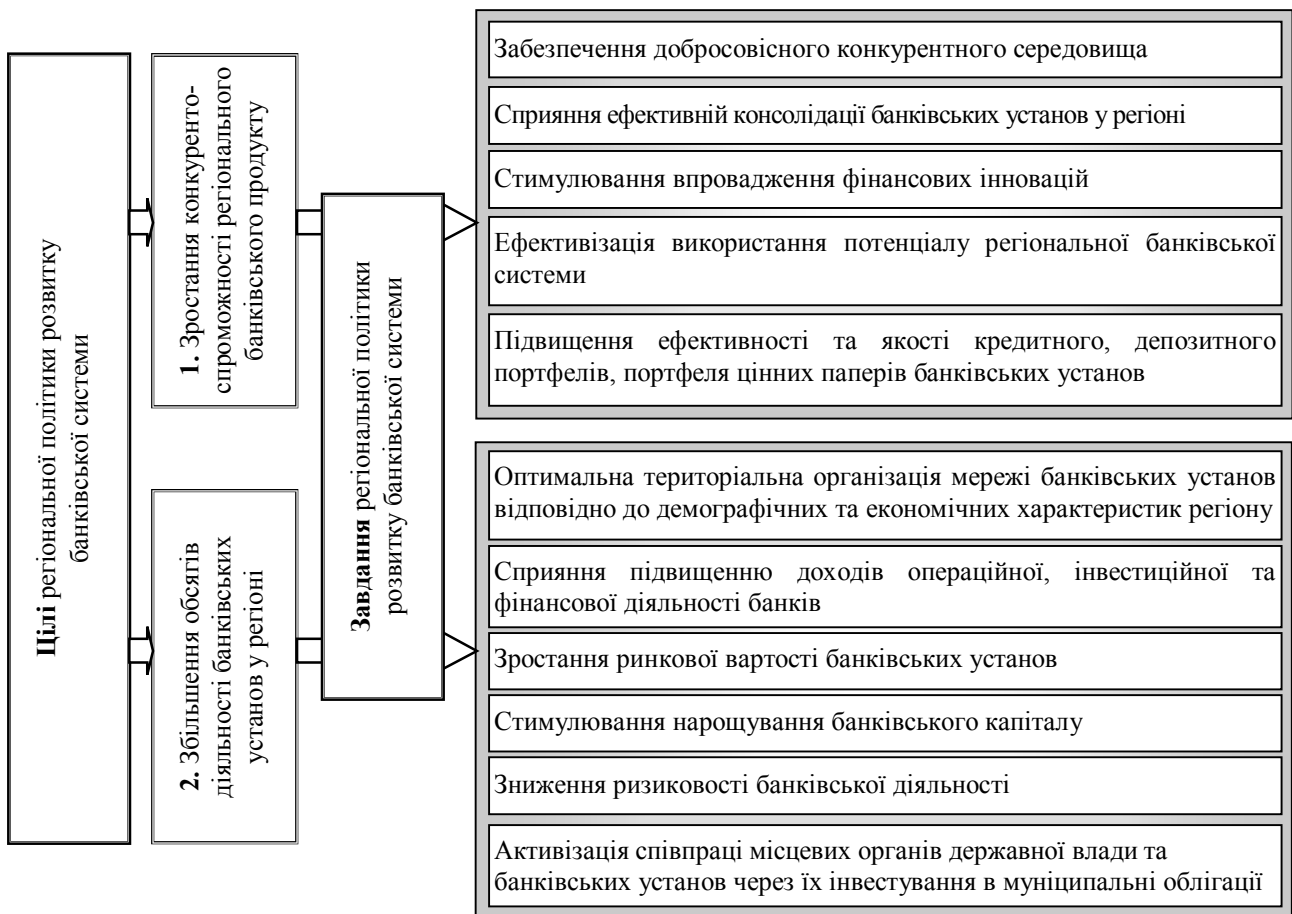 Цілі регіональної політики розвитку
банківської системи
1. Зростання конкуренто-
спроможності регіонального
банківського продукту
2. Збільшення обсягів
діяльності банківських
установ у регіоні
Завдання регіональної політики
розвитку банківської системи
Забезпечення добросовісного конкурентного середовища
Сприяння ефективній консолідації банківських установ у регіоні
Стимулювання впровадження фінансових інновацій
Ефективізація використання потенціалу регіональної банківської
системи
Підвищення ефективності та якості кредитного, депозитного
портфелів, портфеля цінних паперів банківських установ
Оптимальна територіальна організація мережі банківських установ
відповідно до демографічних та економічних характеристик регіону
Сприяння підвищенню доходів операційної, інвестиційної та
фінансової діяльності банків
Зростання ринкової вартості банківських установ
Стимулювання нарощування банківського капіталу
Зниження ризиковості банківської діяльності
Активізація співпраці місцевих органів державної влади та
банківських установ через їх інвестування в муніципальні облігації